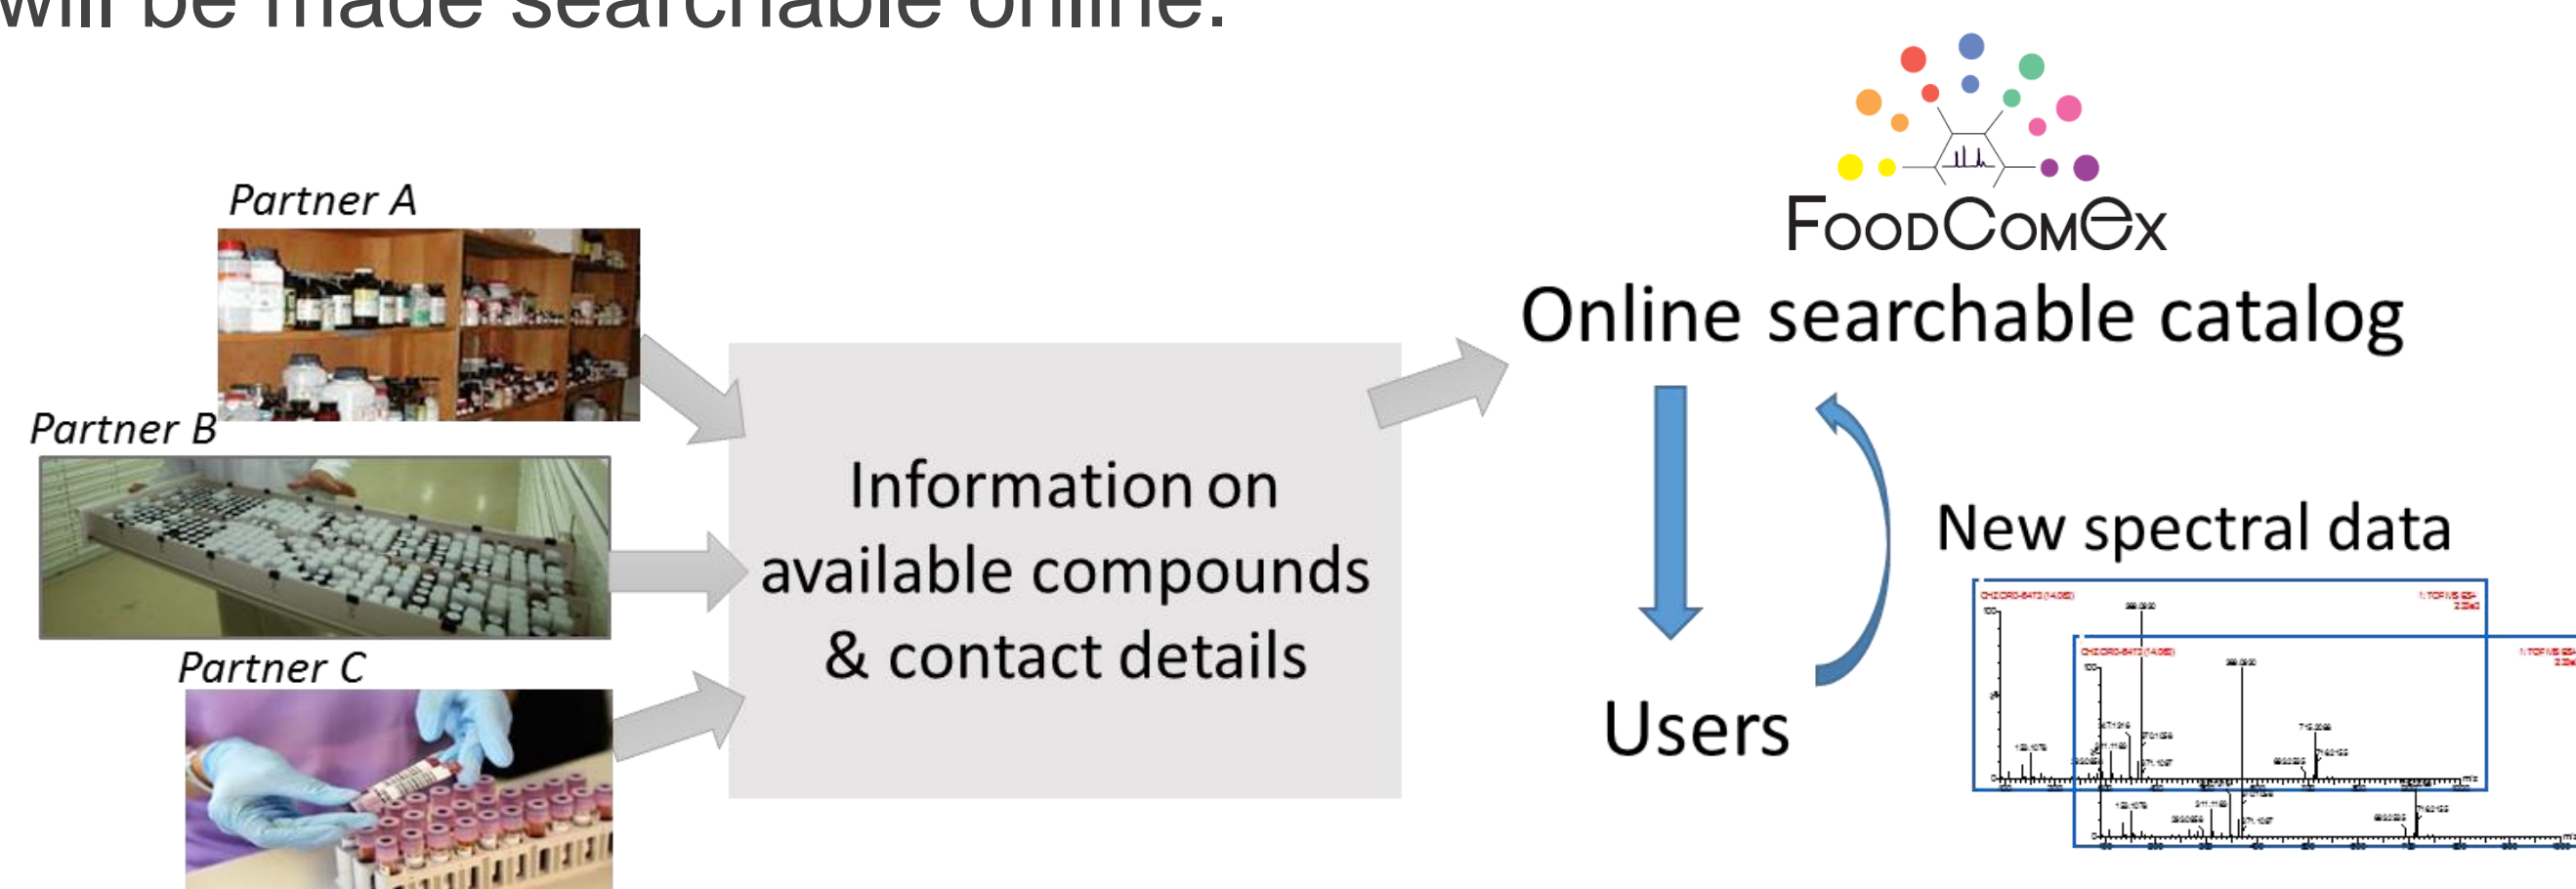 will be made searchable online.
Partner A
Partner B
Partner C
Information on
available compounds
& contact details
FoodComEx
Online searchable catalog
Users
New spectral data